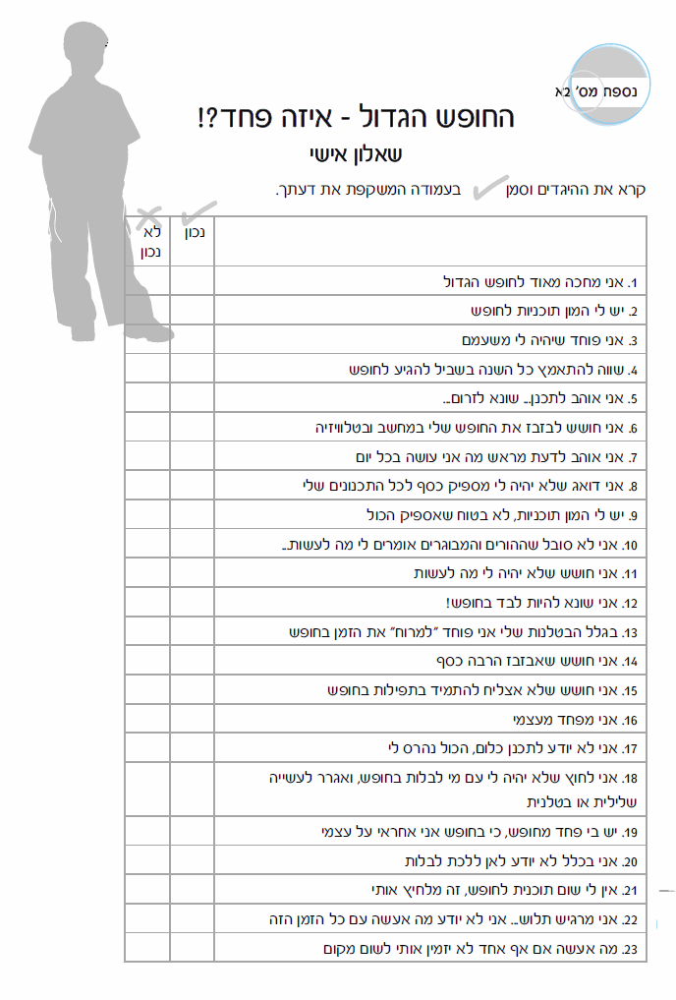 נספח מס' 2א
החופש הגדול - איזה פחד?!
שאלון אישי
קרא את ההיגדים וסמן ✓ בעמודה המשקפת את דעתך.
נכון
לא נכון
1. אני מחכה מאוד לחופש הגדול
2. יש לי המון תוכניות לחופש
3. אני פוחד שיהיה לי משעמם
4. שווה להתאמץ כל השנה בשביל להגיע לחופש
5. אני אוהב לתכנן... שונא לזרום...
6. אני חושש לבזבז את החופש שלי במחשב ובטלוויזיה
7. אני אוהב לדעת מראש מה אני עושה בכל יום
8. אני דואג שלא יהיה לי מספיק כסף לכל התכנונים שלי
9. יש לי המון תוכניות, לא בטוח שאספיק הכול
10. אני לא סובל שההורים והמבוגרים אומרים לי מה לעשות...
11. אני חושש שלא יהיה לי מה לעשות
12. אני שונא להיות לבד בחופש!
13. בגלל הבטלנות שלי אני פוחד "למרוח" את הזמן בחופש
14. אני חושש שאבזבז הרבה כסף
15. אני חושש שלא אצליח להתמיד בתפילות בחופש
16. אני מפחד מעצמי
17. אני לא יודע לתכנן כלום, הכול נהרס לי
18. אני לחוץ שלא יהיה לי עם מי לבלות בחופש, ואגרר לעשייה
שלילית או בטלנית
19. יש בי פחד מחופש, כי בחופש אני אחראי על עצמי
20. אני בכלל לא יודע לאן ללכת לבלות
21. אין לי שום תוכנית לחופש, זה מלחיץ אותי
22. אני מרגיש תלוש... אני לא יודע מה אעשה עם כל הזמן הזה
23. מה אעשה אם אף אחד לא יזמין אותי לשום מקום